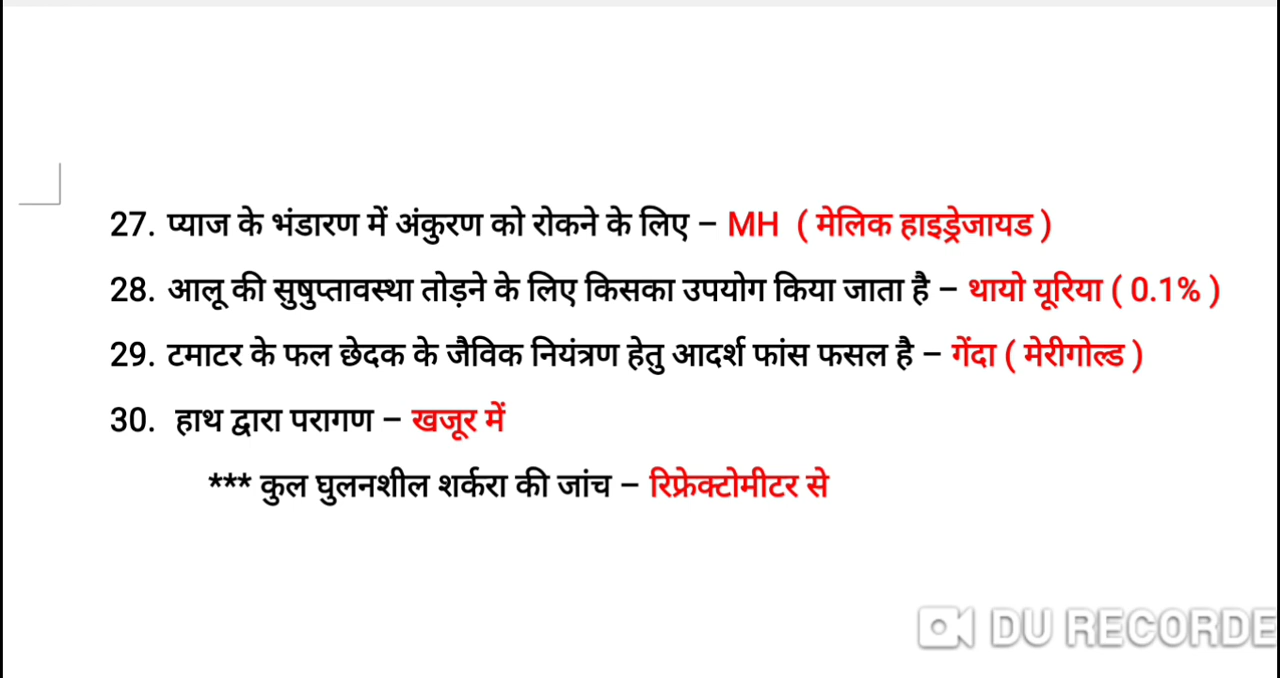 27. प्याज के भंडारण में अंकुरण को रोकने के लिए – MH ( मेलिक हाइड्रेजायड )
28. आलू की सुषुप्तावस्था तोड़ने के लिए किसका उपयोग किया जाता है – थायो यूरिया ( 0.1% )
29. टमाटर के फल छेदक के जैविक नियंत्रण हेतु आदर्श फांस फसल है – गेंदा ( मेरीगोल्ड )
30. हाथ द्वारा परागण – खजूर में
*** कुल घुलनशील शर्करा की जांच – रिफ्रेक्टोमीटर से
DU RECORDE